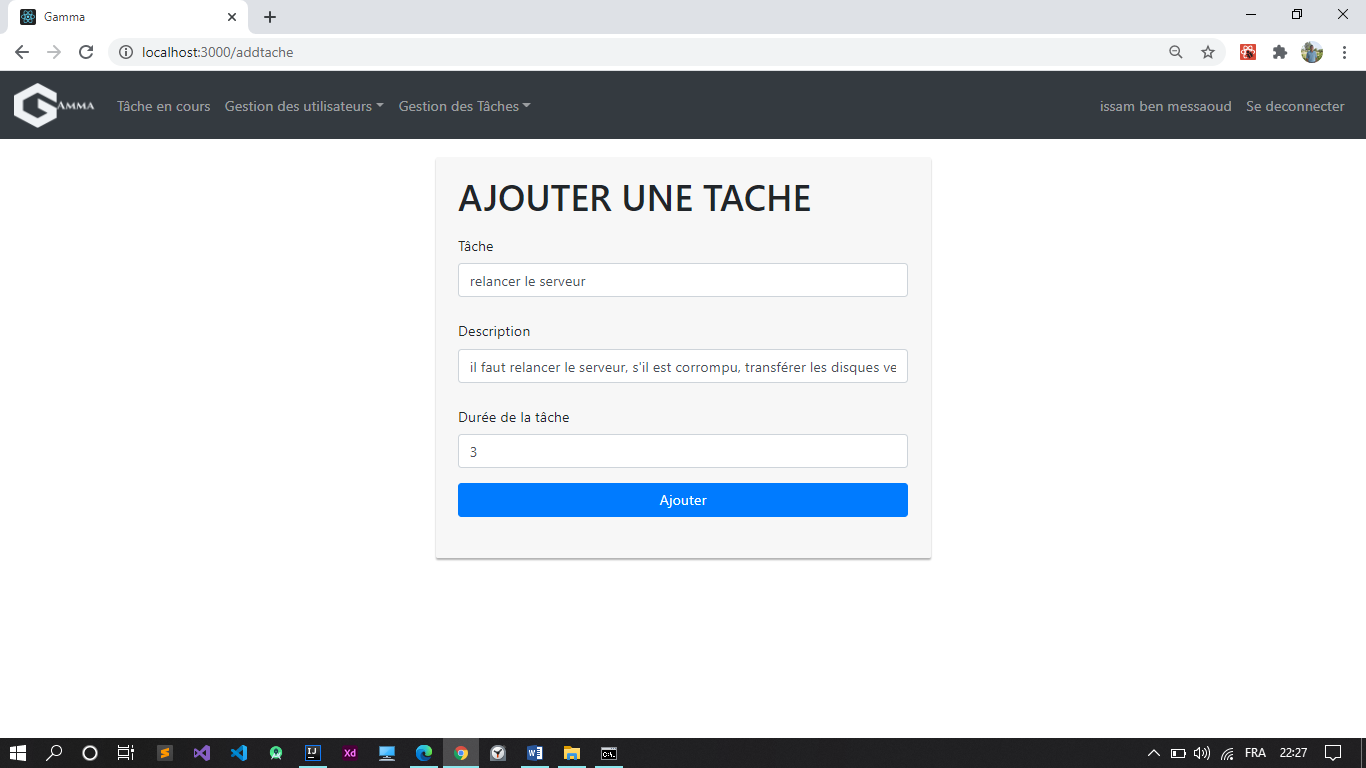 Gamma
localhost:3000/addtache
GAMMA
Tâche en cours
Gestion des utilisateurs
Gestion des Tâches
issam ben messaoud
Se deconnecter
AJOUTER UNE TACHE
Tâche
relancer le serveur
Description
il faut relancer le serveur, s'il est corrompu, transférer les disques ve
Durée de la tâche
3
Ajouter
IJ
Xd
FRA
22:27